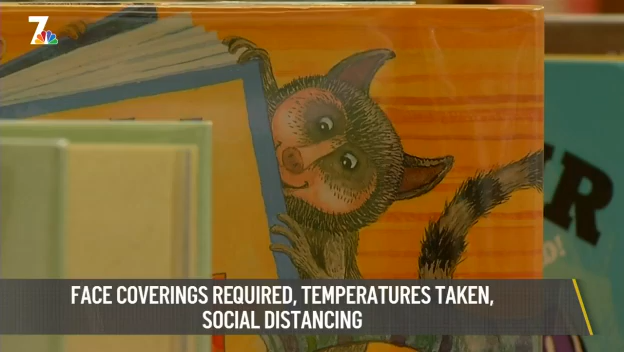 7
R
FACE COVERINGS REQUIRED, TEMPERATURES TAKEN,
SOCIAL DISTANCING